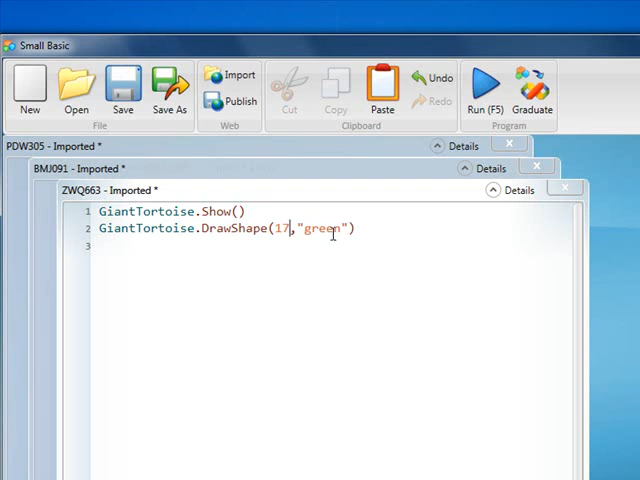 Small Basic
New Open Save Save As Import Publish Cut Copy Paste Undo Redo Run (F5) Graduate
File Web Clipboard Program
PDW305 - Imported * Details
BMJ091 - Imported * Details
ZWQ663 - Imported * Details
1 GiantTortoise.Show()
2 GiantTortoise.DrawShape(17,"green")
3